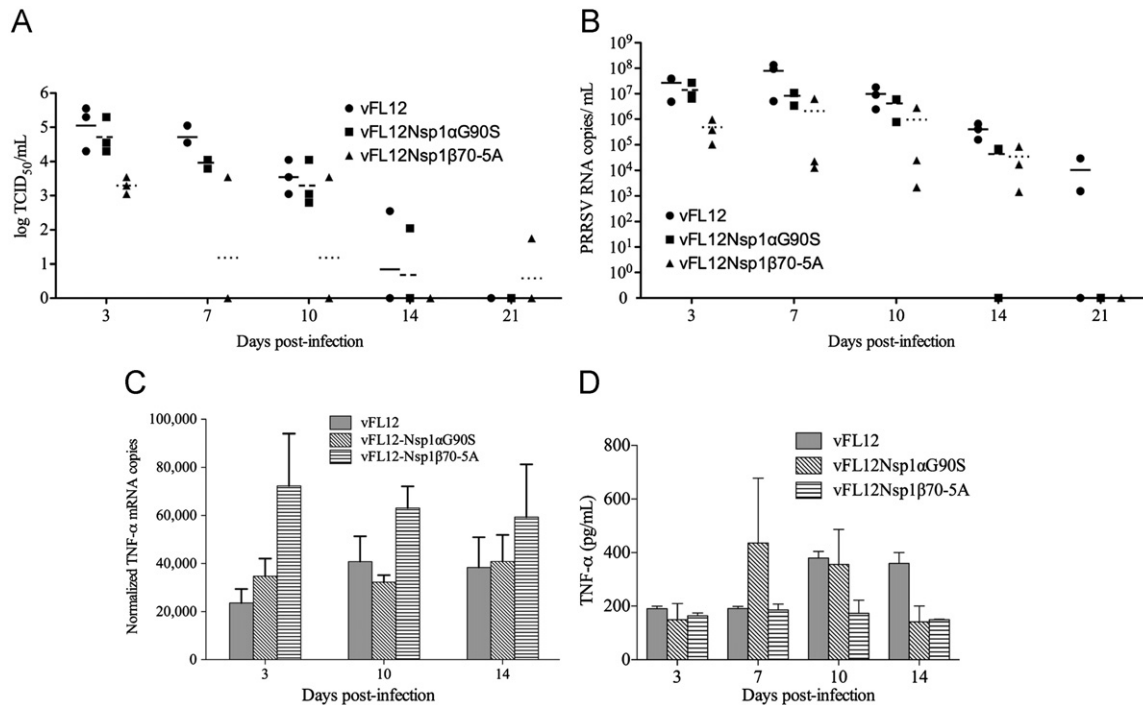 A
log TCID50/mL
6
5
4
3
2
1
0
vFL12
vFL12Nsp1αG90S
vFL12Nsp1β70-5A
3 7 10 14 21
Days post-infection
B
PRRSV RNA copies/ mL
10⁹
10⁸
10⁷
10⁶
10⁵
10⁴
10³
10²
10¹
10⁰
0
vFL12
vFL12Nsp1αG90S
vFL12Nsp1β70-5A
3 7 10 14 21
Days post-infection
C
Normalized TNF-α mRNA copies
100,000
80,000
60,000
40,000
20,000
0
vFL12
vFL12-Nsp1αG90S
vFL12-Nsp1β70-5A
3 10 14
Days post-infection
D
TNF-α (pg/mL)
800
600
400
200
0
vFL12
vFL12Nsp1αG90S
vFL12Nsp1β70-5A
3 7 10 14
Days post-infection